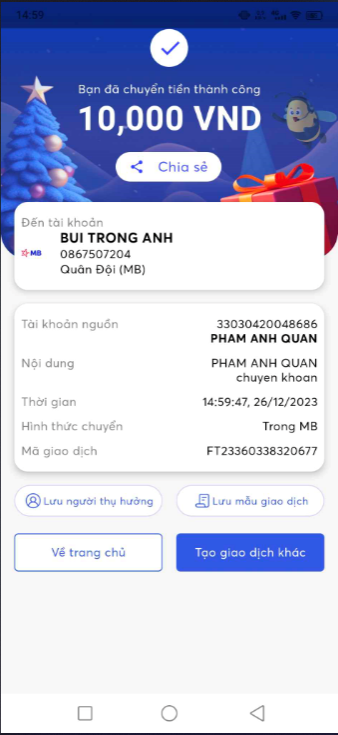 14:59
Bạn đã chuyển tiền thành công
10,000 VND
Chia sẻ
Đến tài khoản
BUI TRONG ANH
MB
0867507204
Quân Đội (MB)
Tài khoản nguồn 33030420048686
PHAM ANH QUAN
Nội dung PHAM ANH QUAN
chuyen khoan
Thời gian 14:59:47, 26/12/2023
Hình thức chuyển Trong MB
Mã giao dịch FT23360338320677
Lưu người thụ hưởng Lưu mẫu giao dịch
Về trang chủ Tạo giao dịch khác